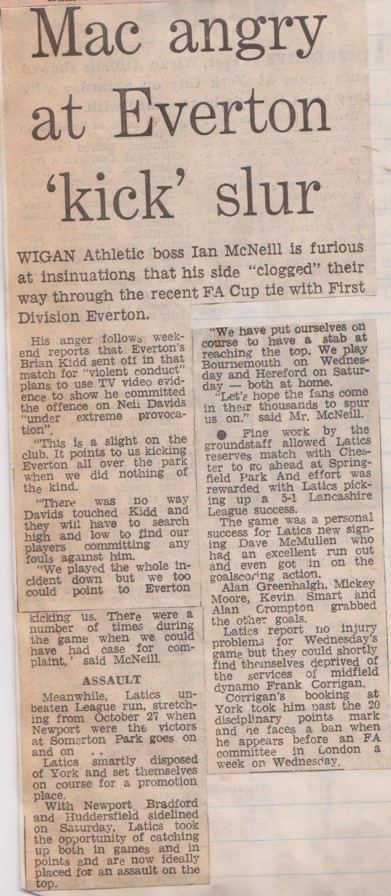 Mac angry
at Everton
‘kick’ slur
WIGAN Athletic boss Ian McNeill is furious
at insinuations that his side “clogged” their
way through the recent FA Cup tie with First
Division Everton.
His anger follows week-
end reports that Everton's
Brian Kidd sent off in that
match for “violent conduct”
plans to use TV video evid-
ence to show he committed
the offence on Neil Davids
“under extreme provoca-
tion”.
“This is a slight on the
club. It points to us kicking
Everton all over the park
when we did nothing of
the kind.
“There was no way
Davids touched Kidd and
they will have to search
high and low to find our
players committing any
fouls against him.
“We played the whole in-
cident down but we too
could point to Everton
kicking us. There were a
number of times during
the game when we could
have had case for com-
plaint,’ said McNeill.
ASSAULT
Meanwhile, Latics un-
beaten League run, stretch-
ing from October 27 when
Newport were the victors
at Somerton Park goes on
and on . .
Latics smartly disposed
of York and set themselves
on course for a promotion
place.
With Newport, Bradford
and Huddersfield sidelined
on Saturday, Latics took
the opportunity of catching
up both in games and in
points and are now ideally
placed for an assault on the
top.
“We have put ourselves on
course to have a stab at
reaching the top. We play
Bournemouth on Wednes-
day and Hereford on Satur-
day — both at home.
“Let's hope the fans come
in their thousands to spur
us on.” said Mr. McNeill.
● Fine work by the
groundstaff allowed Latics
reserves match with Ches-
ter to go ahead at Spring-
field Park And effort was
rewarded with Latics pick-
ing up a 5-1 Lancashire
League success.
The game was a personal
success for Latics new sign-
ing Dave McMullen who
had an excellent run out
and even got in on the
goalscoring action.
Alan Greenhalgh, Mickey
Moore, Kevin Smart and
Alan Crompton grabbed
the other goals.
Latics report no injury
problems for Wednesday's
game but they could shortly
find themselves deprived of
the services of midfield
dynamo Frank Corrigan.
Corrigan's booking at
York took him past the 20
disciplinary points mark
and he faces a ban when
he appears before an FA
committee in London a
week on Wednesday.